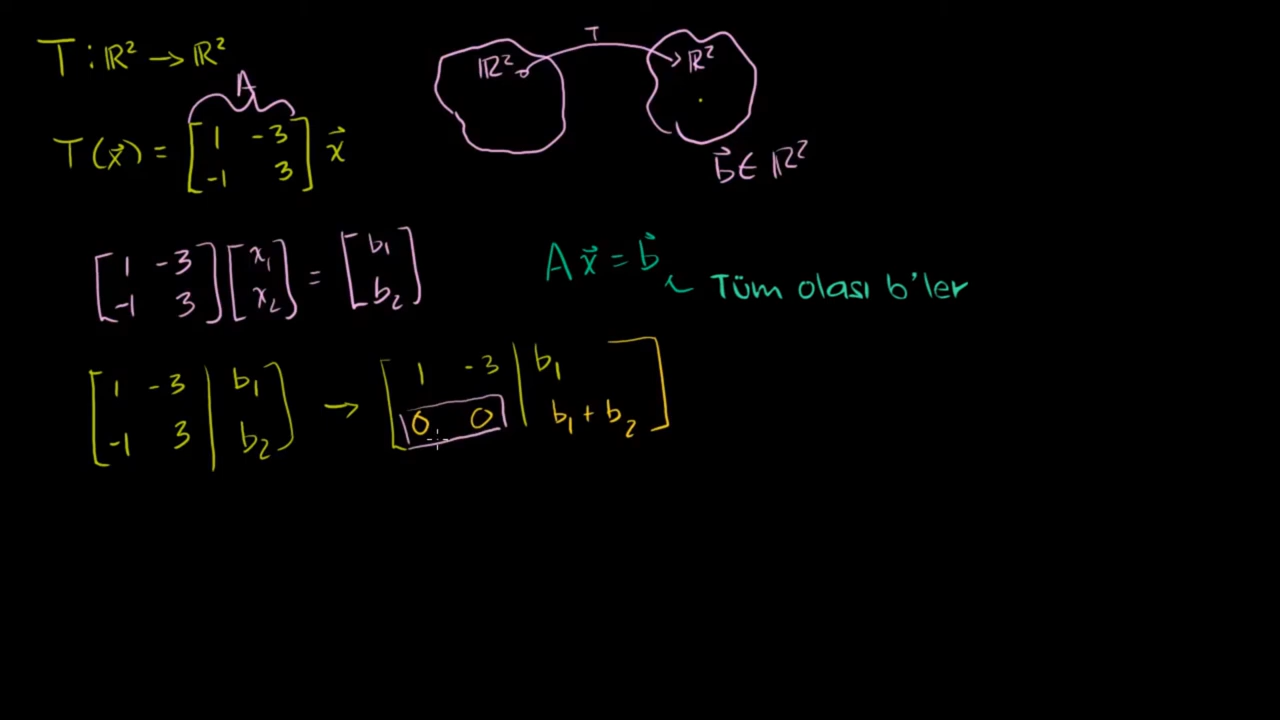 T : ℝ² → ℝ²
T
ℝ²
ℝ²
A
T(x⃗) = [1 -3; -1 3] x⃗
b⃗ ∈ ℝ²
[1 -3; -1 3] [x₁; x₂] = [b₁; b₂]
A x⃗ = b⃗
Tüm olası b'ler
[1 -3 | b₁; -1 3 | b₂] → [1 -3 | b₁; 0 0 | b₁ + b₂]